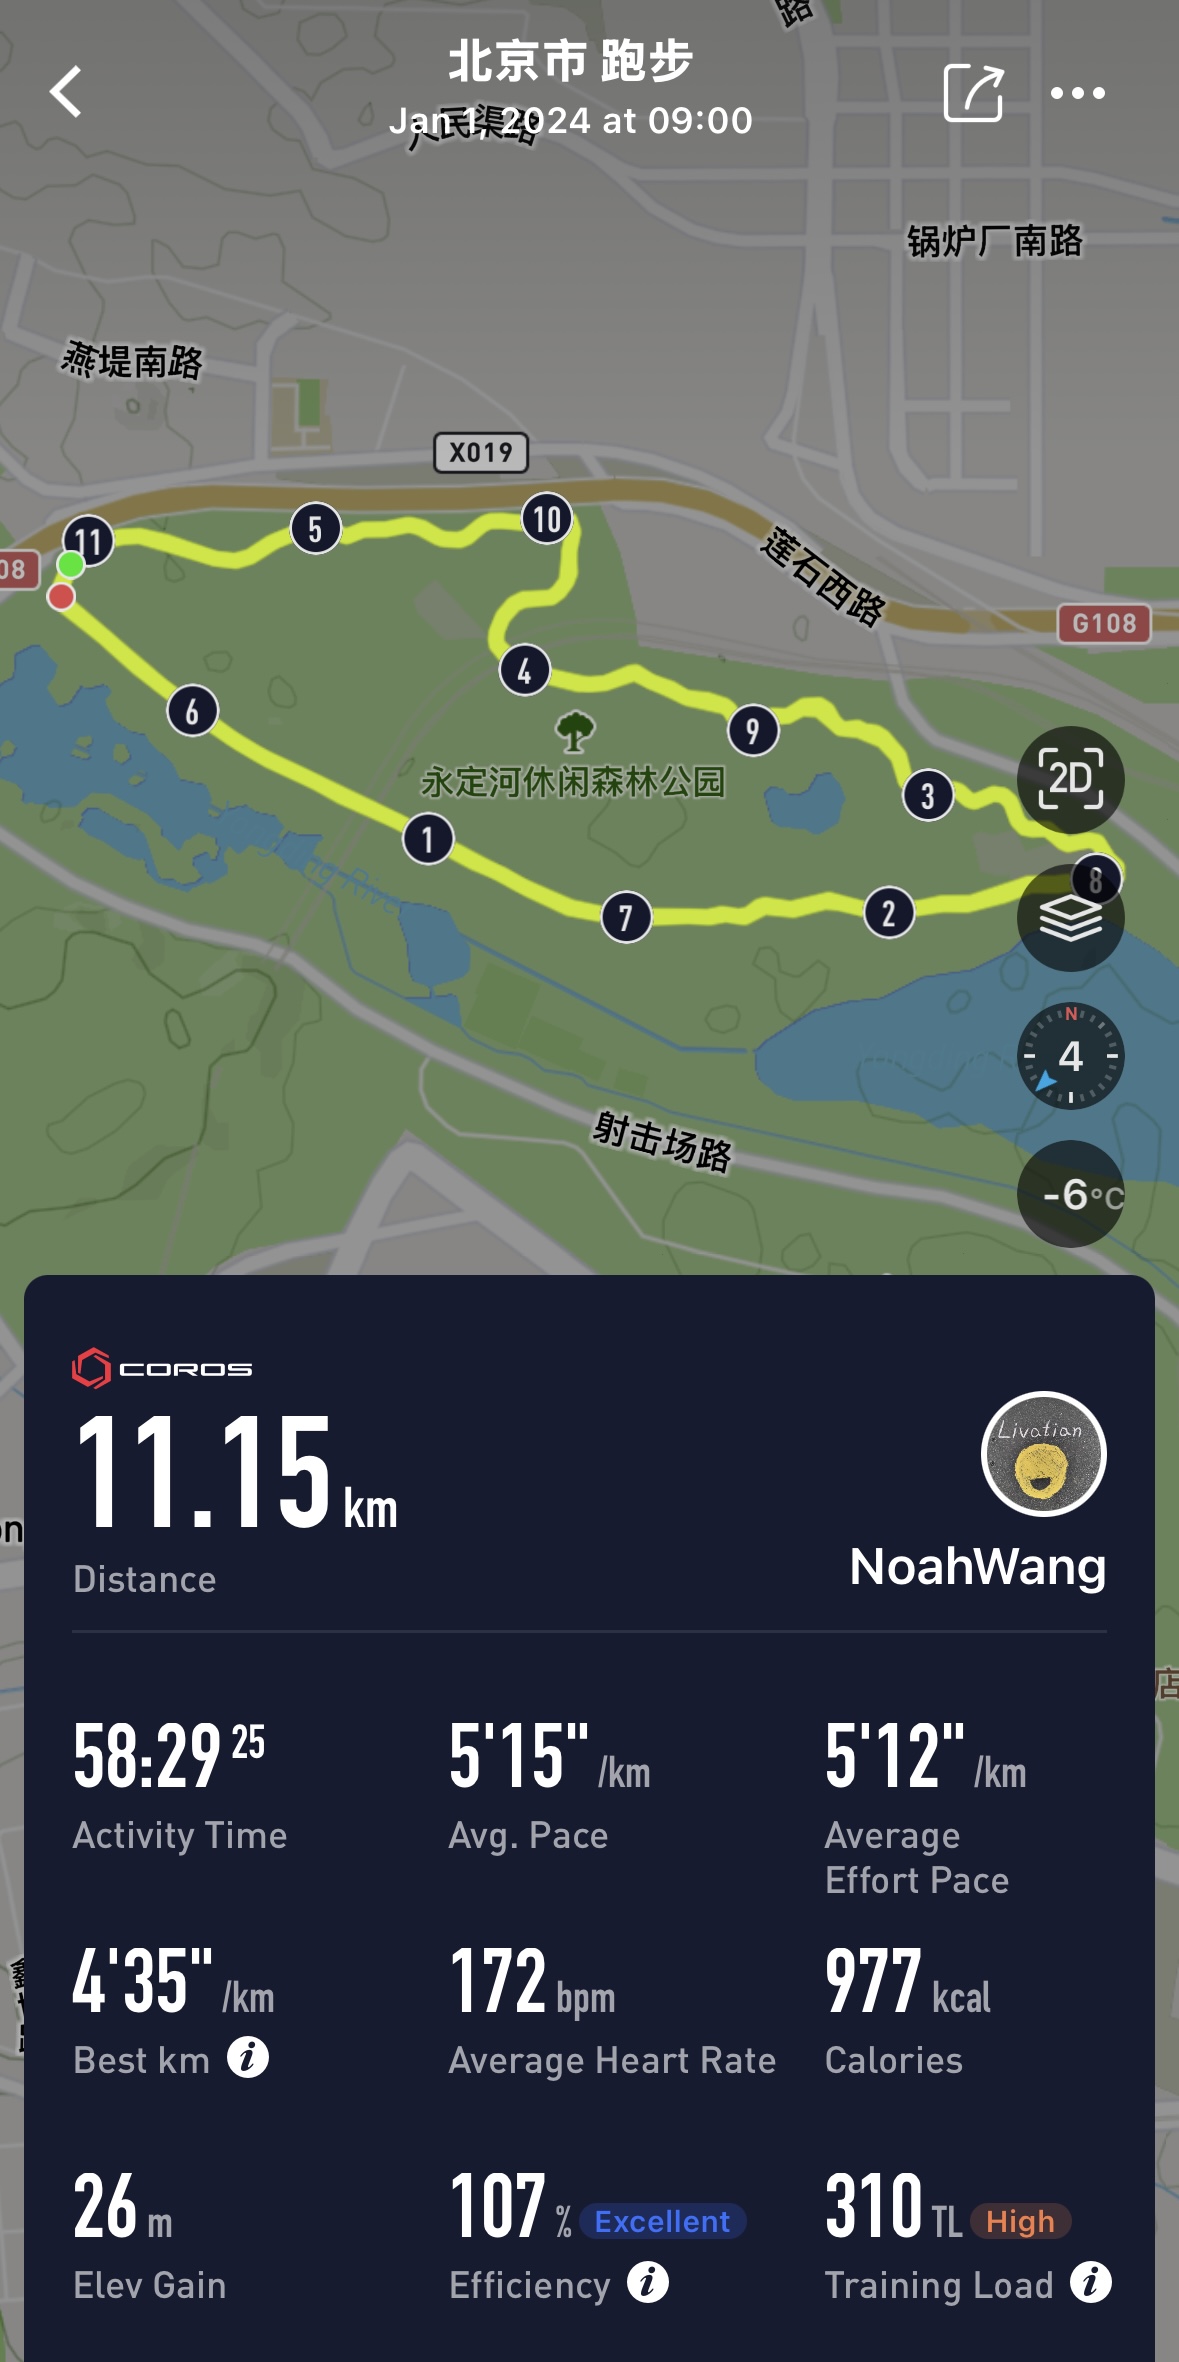 路
北京市 跑步
人民渠路
Jan 1, 2024 at 09:00
锅炉厂南路
燕堤南路
X019
10
5
11
08
莲石西路
G108
4
6
9
永定河休闲森林公园
2D
3
1
8
7
2
N
4
射击场路
-6°C
COROS
11.15 km
Livatian
Distance
NoahWang
店
58:29 25
5'15" /km
5'12" /km
Activity Time
Avg. Pace
Average
Effort Pace
4'35" /km
172 bpm
977 kcal
Best km i
Average Heart Rate
Calories
26 m
107 % Excellent
310 TL High
Elev Gain
Efficiency i
Training Load i